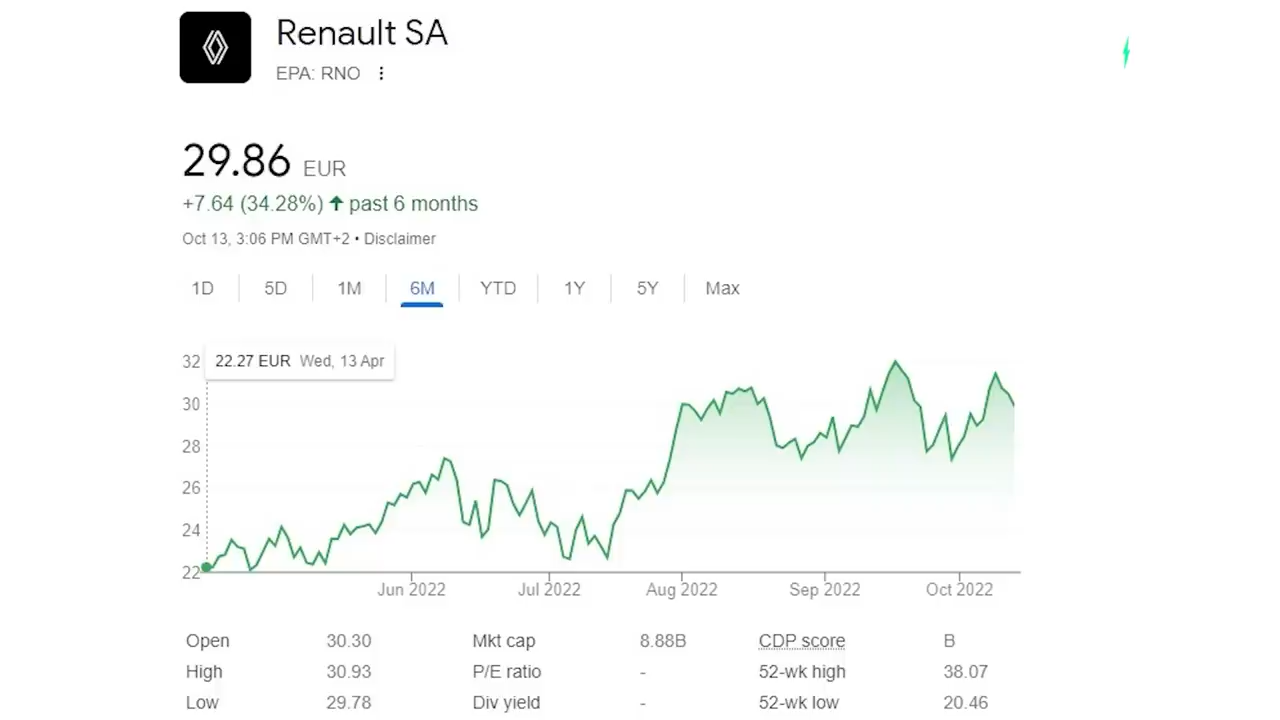 Renault SA
EPA: RNO
29.86 EUR
+7.64 (34.28%) ↑ past 6 months
Oct 13, 3:06 PM GMT+2 • Disclaimer
1D 5D 1M 6M YTD 1Y 5Y Max
22.27 EUR Wed, 13 Apr
32
30
28
26
24
22
Jun 2022 Jul 2022 Aug 2022 Sep 2022 Oct 2022
Open 30.30 Mkt cap 8.88B CDP score B
High 30.93 P/E ratio - 52-wk high 38.07
Low 29.78 Div yield - 52-wk low 20.46